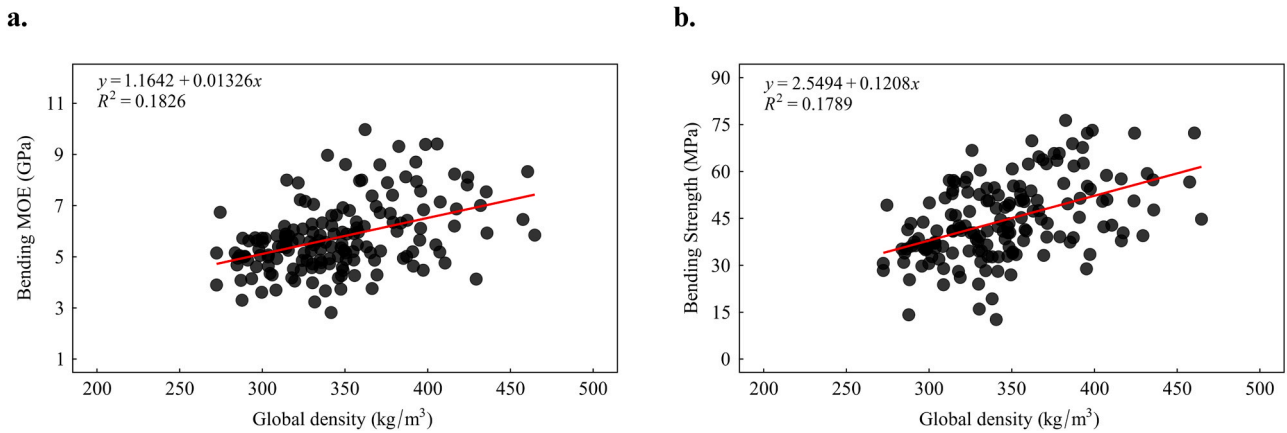 a.
y = 1.1642 + 0.01326x
R² = 0.1826
11
9
7
5
3
1
Bending MOE (GPa)
200 250 300 350 400 450 500
Global density (kg/m³)
b.
y = 2.5494 + 0.1208x
R² = 0.1789
90
75
60
45
30
15
0
Bending Strength (MPa)
200 250 300 350 400 450 500
Global density (kg/m³)